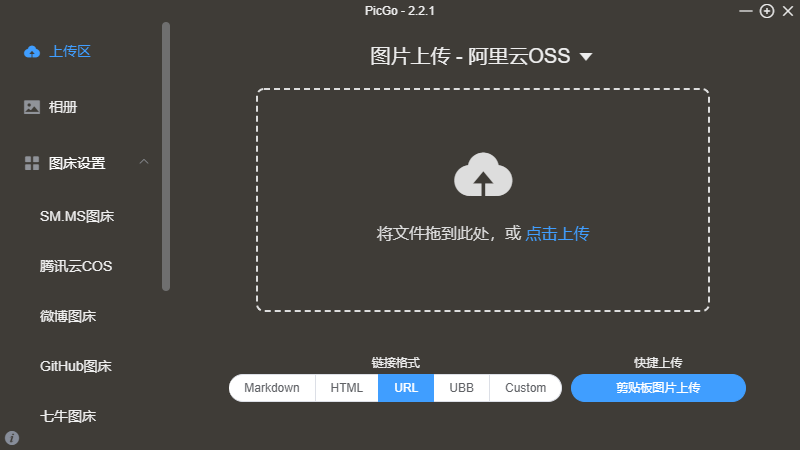 PicGo - 2.2.1
上传区
相册
图床设置
SM.MS图床
腾讯云COS
微博图床
GitHub图床
七牛图床
图片上传 - 阿里云OSS
将文件拖到此处，或 点击上传
链接格式
Markdown HTML URL UBB Custom
快捷上传
剪贴板图片上传